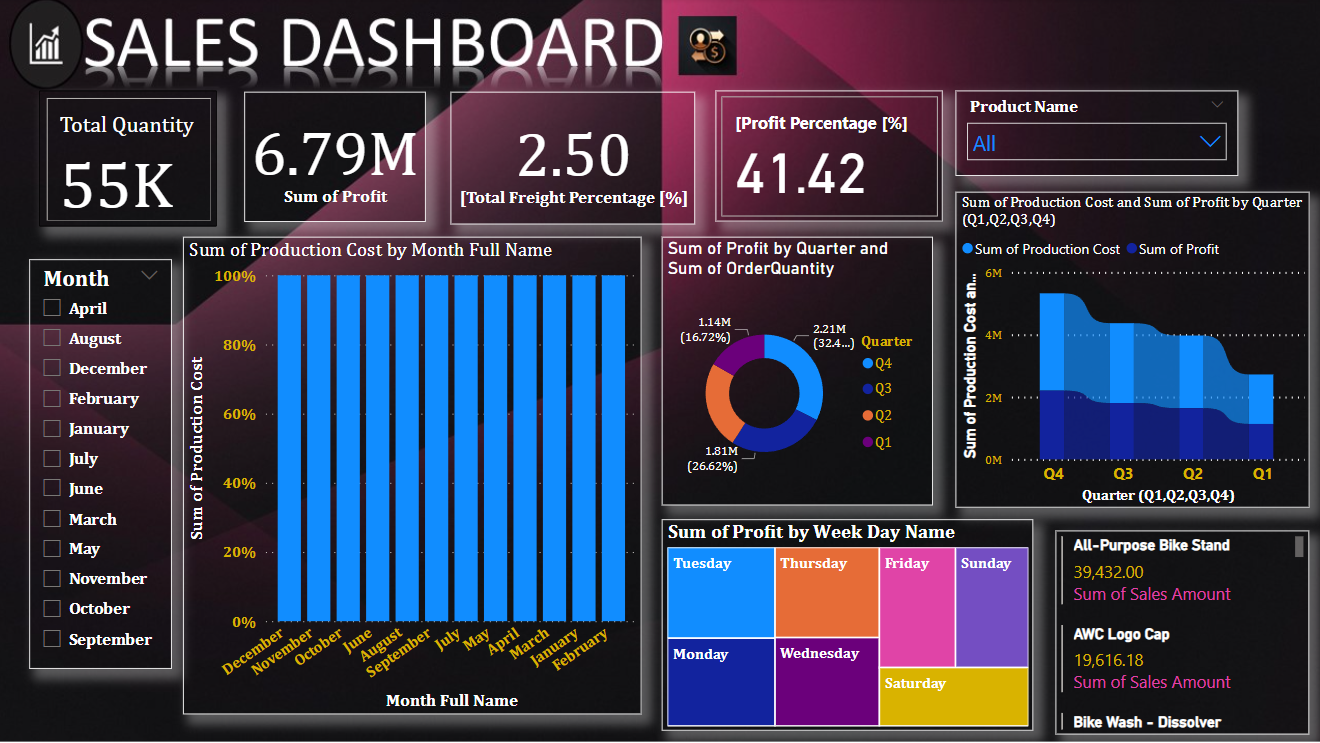 SALES DASHBOARD
Total Quantity
55K
6.79M
Sum of Profit
2.50
[Total Freight Percentage [%]
[Profit Percentage [%]
41.42
Product Name
All
Month
April
August
December
February
January
July
June
March
May
November
October
September
Sum of Production Cost by Month Full Name
Sum of Production Cost
100%
80%
60%
40%
20%
0%
December
November
October
June
August
September
July
May
April
March
January
February
Month Full Name
Sum of Profit by Quarter and
Sum of OrderQuantity
1.14M
(16.72%)
2.21M
(32.4...)
1.81M
(26.62%)
Quarter
Q4
Q3
Q2
Q1
Sum of Production Cost and Sum of Profit by Quarter
(Q1,Q2,Q3,Q4)
Sum of Production Cost
Sum of Profit
Sum of Production Cost an...
6M
4M
2M
0M
Q4
Q3
Q2
Q1
Quarter (Q1,Q2,Q3,Q4)
Sum of Profit by Week Day Name
Tuesday
Thursday
Friday
Sunday
Monday
Wednesday
Saturday
All-Purpose Bike Stand
39,432.00
Sum of Sales Amount
AWC Logo Cap
19,616.18
Sum of Sales Amount
Bike Wash - Dissolver